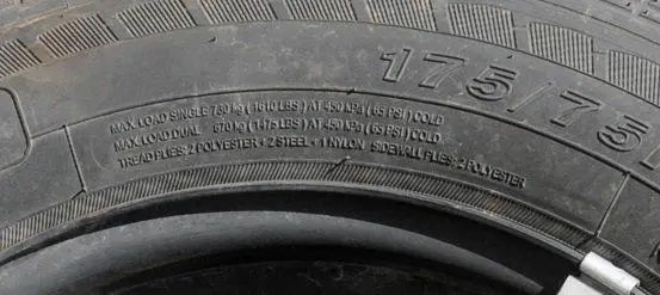 175/75
MAX. LOAD SINGLE 730 kg ( 1610 LBS ) AT 450 kPa ( 65 PSI ) COLD
MAX. LOAD DUAL 670 kg ( 1475 LBS ) AT 450 kPa ( 65 PSI ) COLD
TREAD PLIES: 2 POLYESTER + 2 STEEL + 1 NYLON SIDEWALL PLIES: 2 POLYESTER